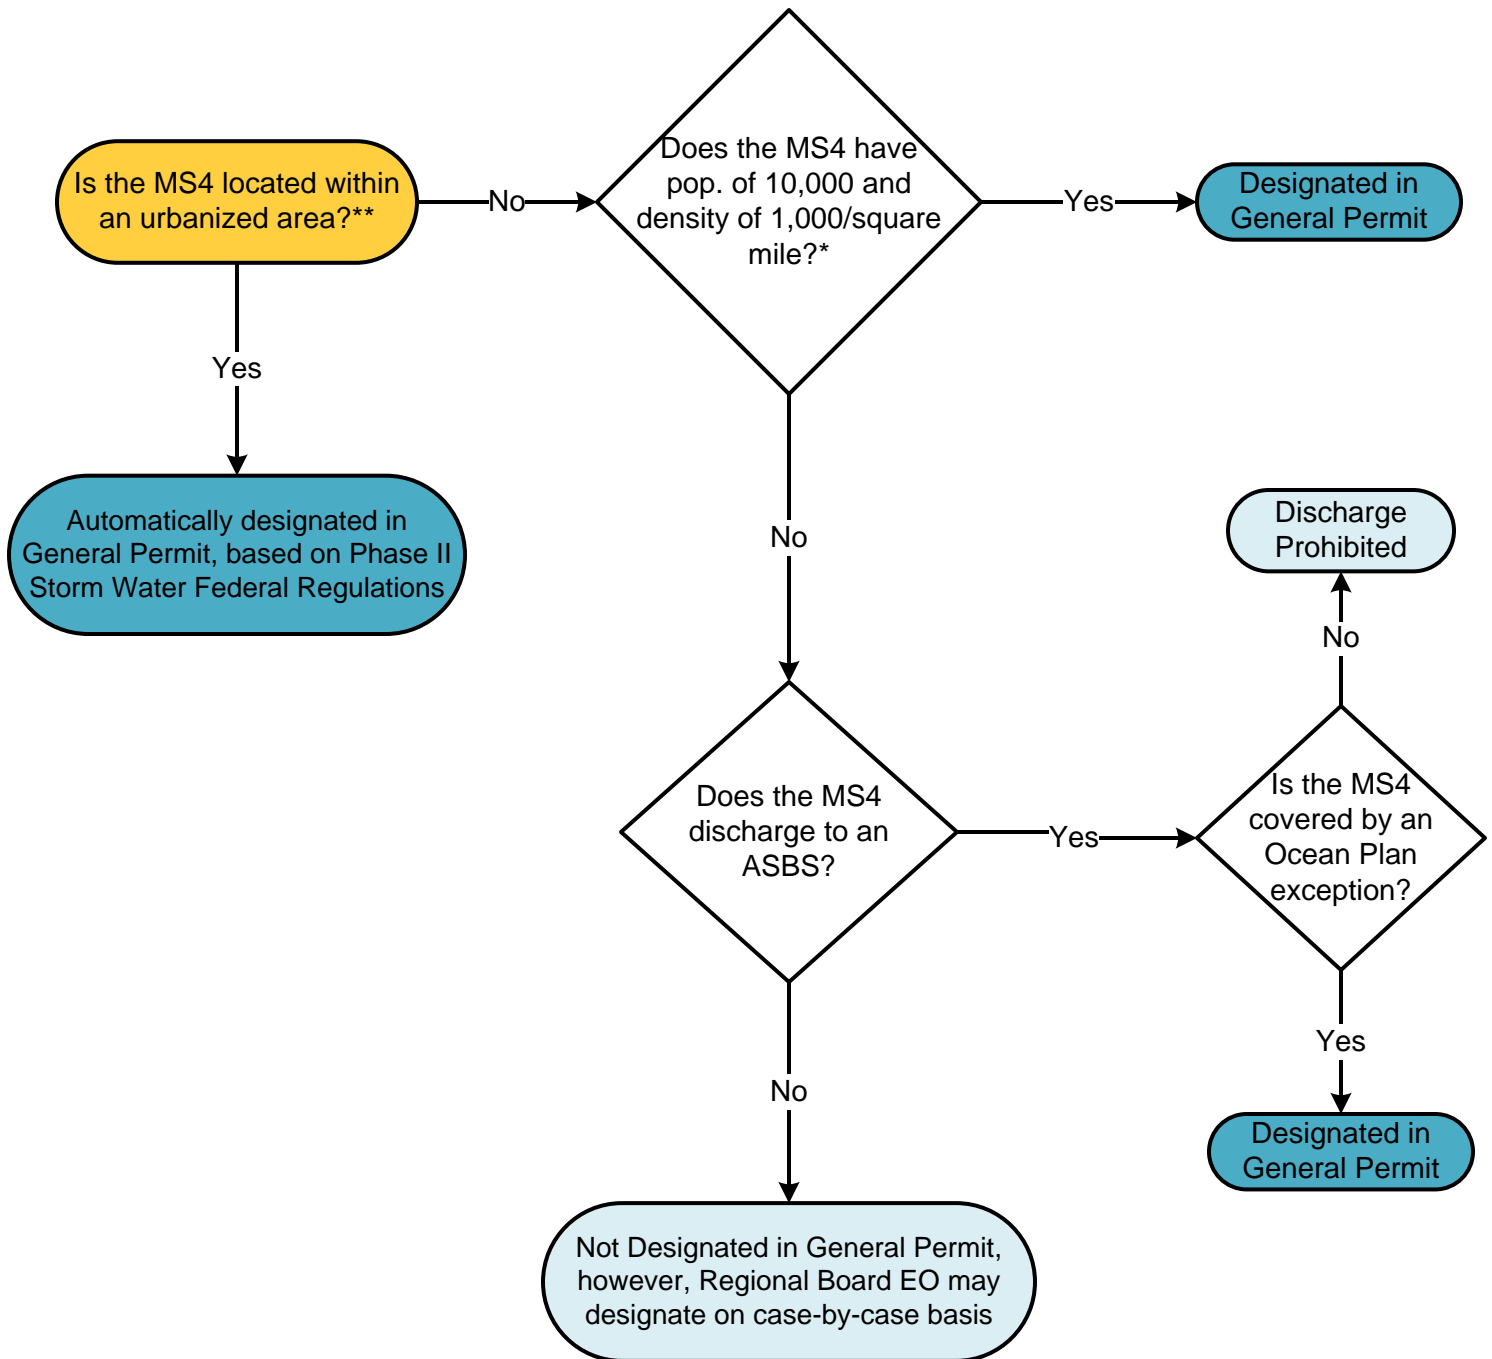 Is the MS4 located within
an urbanized area?**
No
Does the MS4 have
pop. of 10,000 and
density of 1,000/square
mile?*
Yes
Designated in
General Permit
Yes
Automatically designated in
General Permit, based on Phase II
Storm Water Federal Regulations
No
Does the MS4
discharge to an
ASBS?
Yes
Is the MS4
covered by an
Ocean Plan
exception?
No
Discharge
Prohibited
Yes
Designated in
General Permit
No
Not Designated in General Permit,
however, Regional Board EO may
designate on case-by-case basis